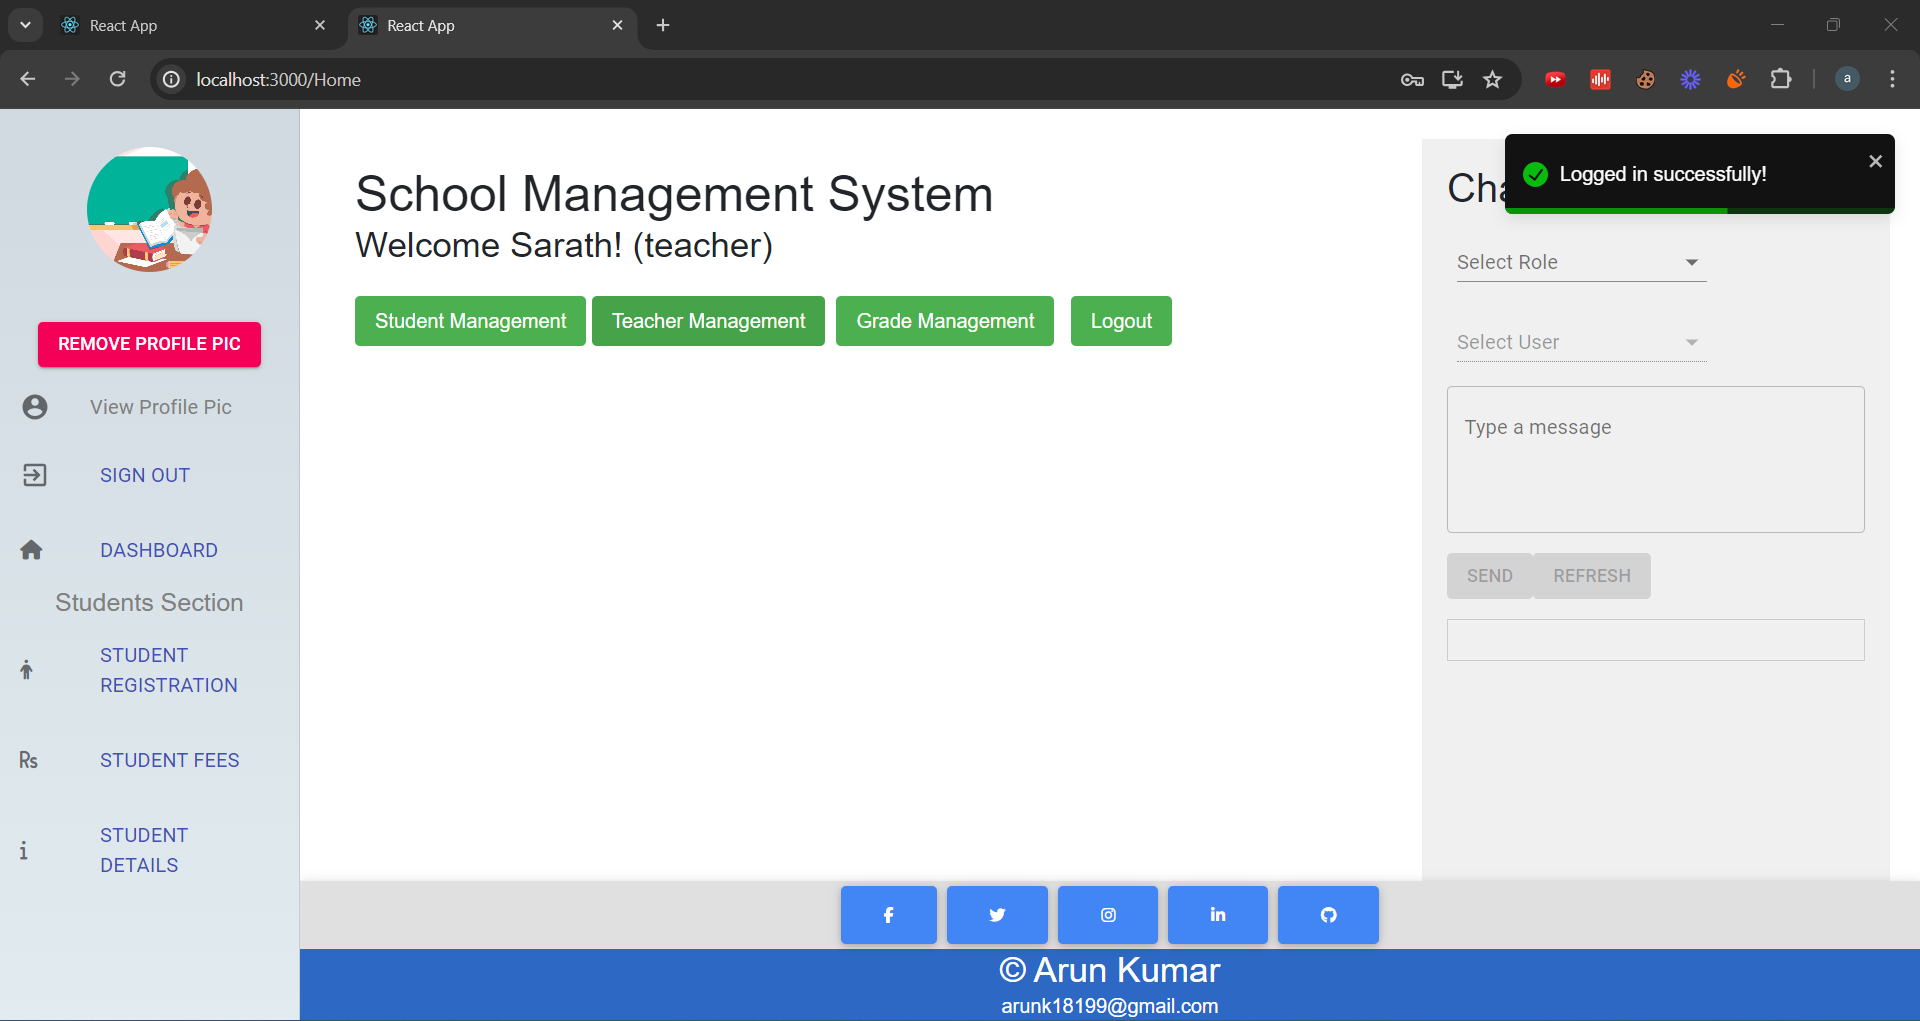 React App
React App
localhost:3000/Home
a
REMOVE PROFILE PIC
View Profile Pic
SIGN OUT
DASHBOARD
Students Section
STUDENT
REGISTRATION
Rs
STUDENT FEES
STUDENT
DETAILS
School Management System
Welcome Sarath! (teacher)
Student Management
Teacher Management
Grade Management
Logout
Logged in successfully!
Select Role
Select User
Type a message
SEND
REFRESH
© Arun Kumar
arunk18199@gmail.com